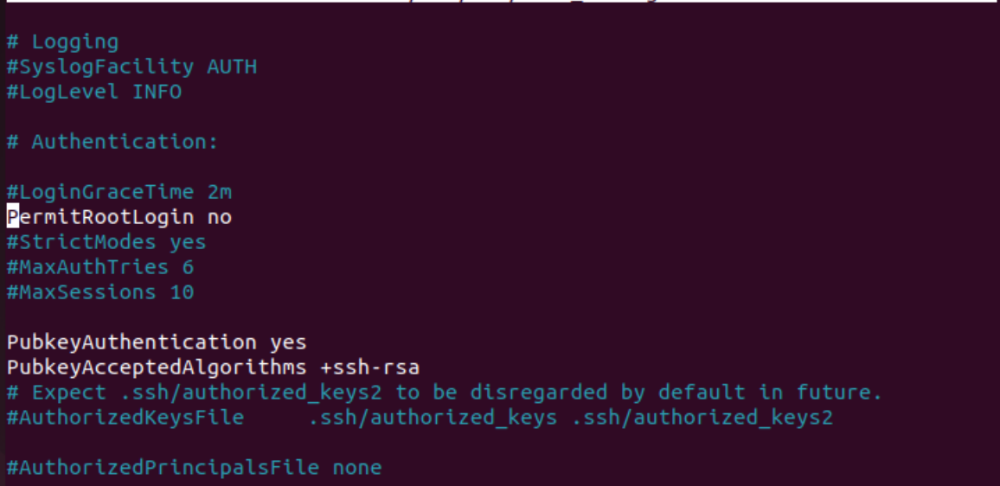 # Logging
#SyslogFacility AUTH
#LogLevel INFO
# Authentication:
#LoginGraceTime 2m
PermitRootLogin no
#StrictModes yes
#MaxAuthTries 6
#MaxSessions 10
PubkeyAuthentication yes
PubkeyAcceptedAlgorithms +ssh-rsa
# Expect .ssh/authorized_keys2 to be disregarded by default in future.
#AuthorizedKeysFile     .ssh/authorized_keys .ssh/authorized_keys2
#AuthorizedPrincipalsFile none